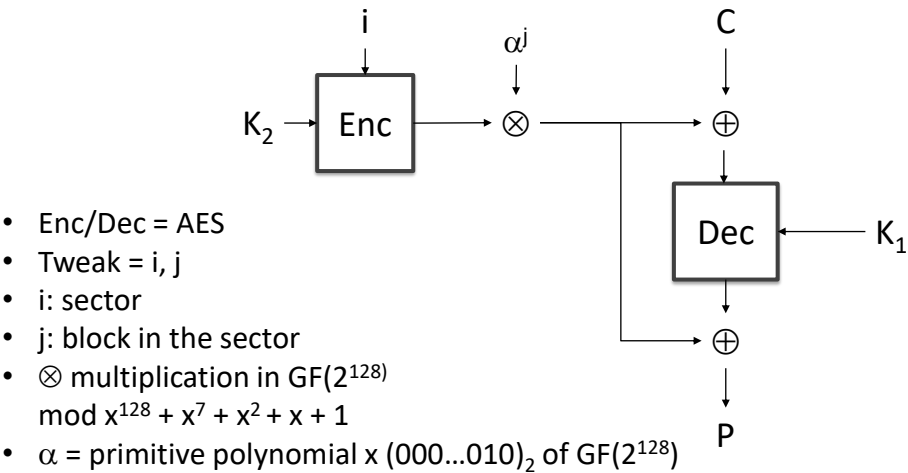 i
αʲ
C
K₂
Enc
⊗
⊕
Dec
K₁
⊕
P
• Enc/Dec = AES
• Tweak = i, j
• i: sector
• j: block in the sector
• ⊗ multiplication in GF(2¹²⁸⁾
mod x¹²⁸ + x⁷ + x² + x + 1
• α = primitive polynomial x (000...010)₂ of GF(2¹²⁸)